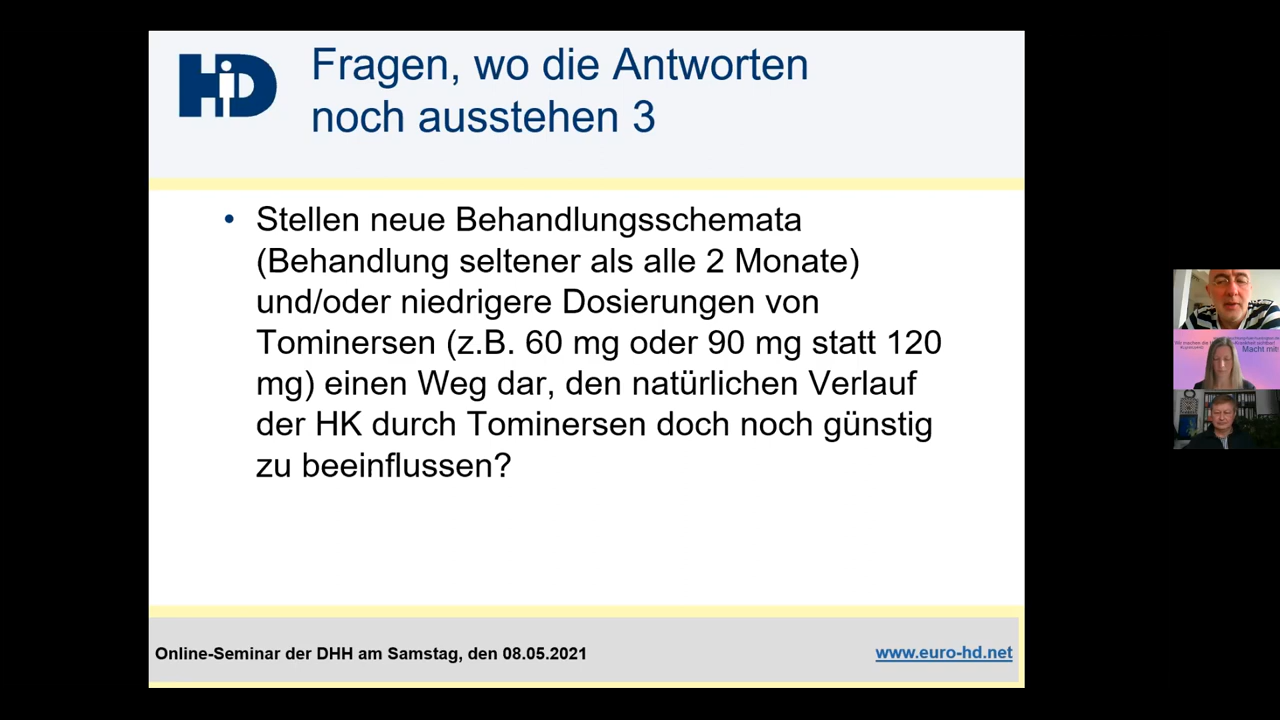 HD
Fragen, wo die Antworten
noch ausstehen 3
• Stellen neue Behandlungsschemata
(Behandlung seltener als alle 2 Monate)
und/oder niedrigere Dosierungen von
Tominersen (z.B. 60 mg oder 90 mg statt 120
mg) einen Weg dar, den natürlichen Verlauf
der HK durch Tominersen doch noch günstig
zu beeinflussen?
Online-Seminar der DHH am Samstag, den 08.05.2021
www.euro-hd.net
Macht mit!